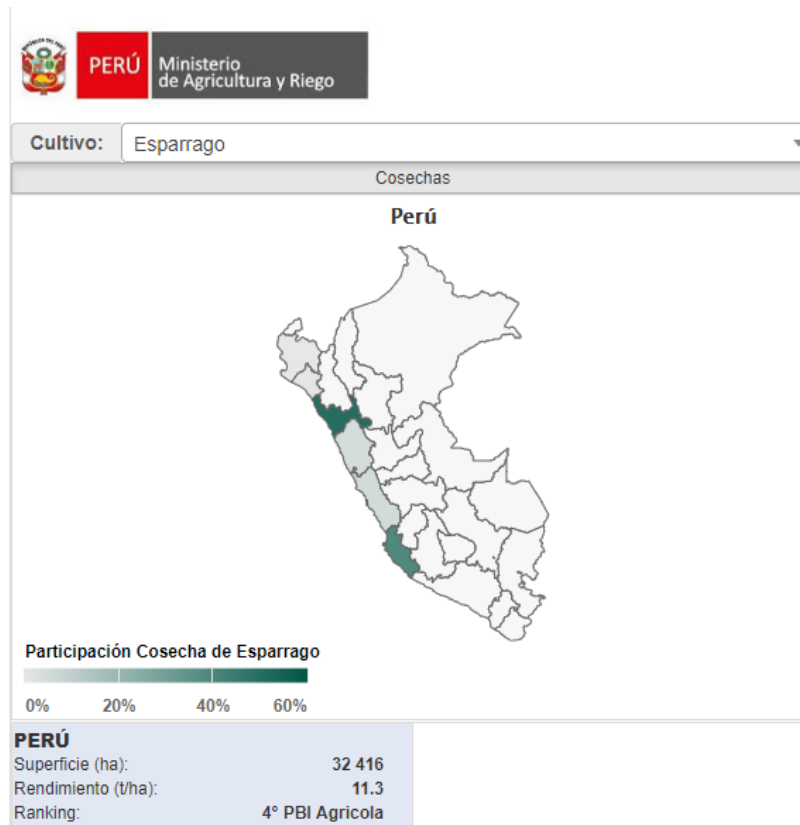 PERÚ
Ministerio
de Agricultura y Riego
Cultivo: Esparrago
Cosechas
Perú
Participación Cosecha de Esparrago
0% 20% 40% 60%
PERÚ
Superficie (ha): 32 416
Rendimiento (t/ha): 11.3
Ranking: 4° PBI Agricola